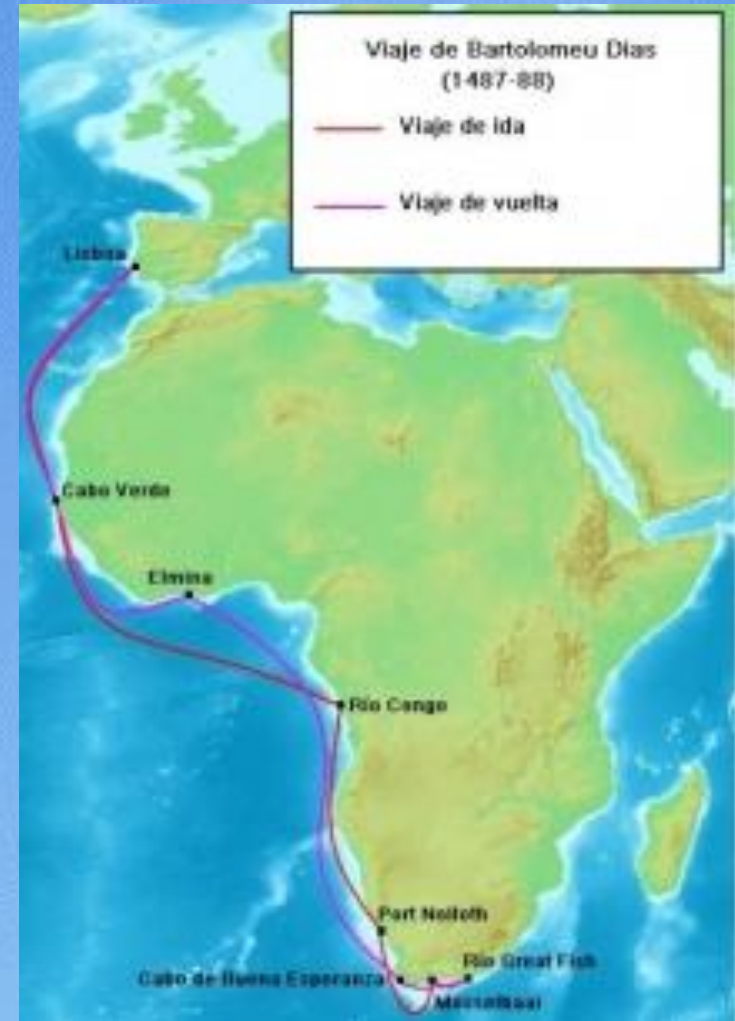 Viaje de Bartolomeu Dias
(1487-88)
Viaje de ida
Viaje de vuelta
Lisboa
Cabo Verde
Elmina
Río Congo
Port Nolloth
Río Great Fish
Cabo de Buena Esperanza
Mosselbaai